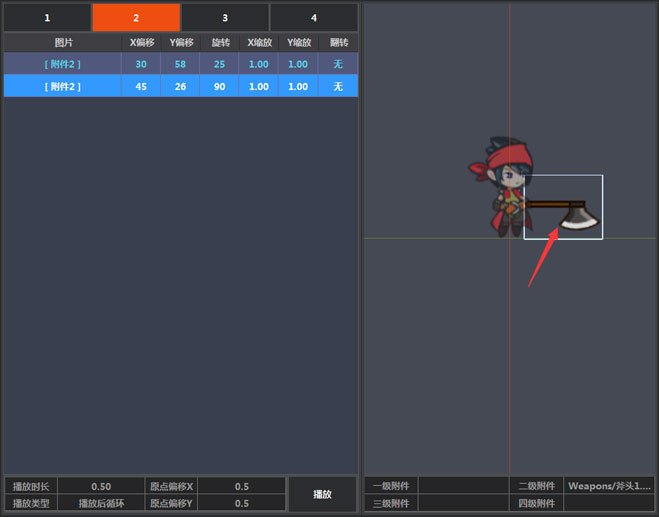 1 2 3 4
图片 X偏移 Y偏移 旋转 X缩放 Y缩放 翻转
[ 附件2 ] 30 58 25 1.00 1.00 无
[ 附件2 ] 45 26 90 1.00 1.00 无
播放时长 0.50 原点偏移X 0.5
播放类型 播放后循环 原点偏移Y 0.5
播放
一级附件 二级附件 Weapons/斧头1....
三级附件 四级附件